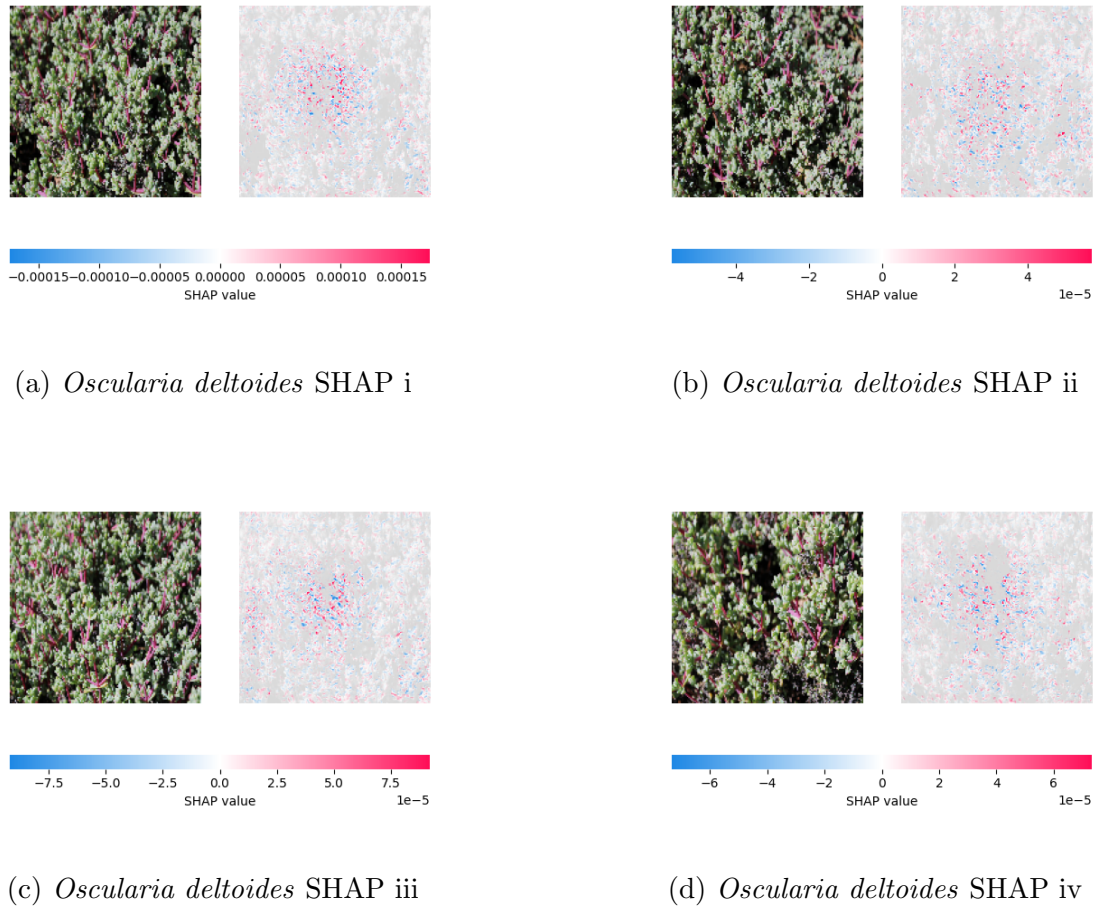 −0.00015−0.00010−0.00005 0.00000 0.00005 0.00010 0.00015
SHAP value
−4 −2 0 2 4
SHAP value 1e−5
(a) Oscularia deltoides SHAP i
(b) Oscularia deltoides SHAP ii
−7.5 −5.0 −2.5 0.0 2.5 5.0 7.5
SHAP value 1e−5
−6 −4 −2 0 2 4 6
SHAP value 1e−5
(c) Oscularia deltoides SHAP iii
(d) Oscularia deltoides SHAP iv